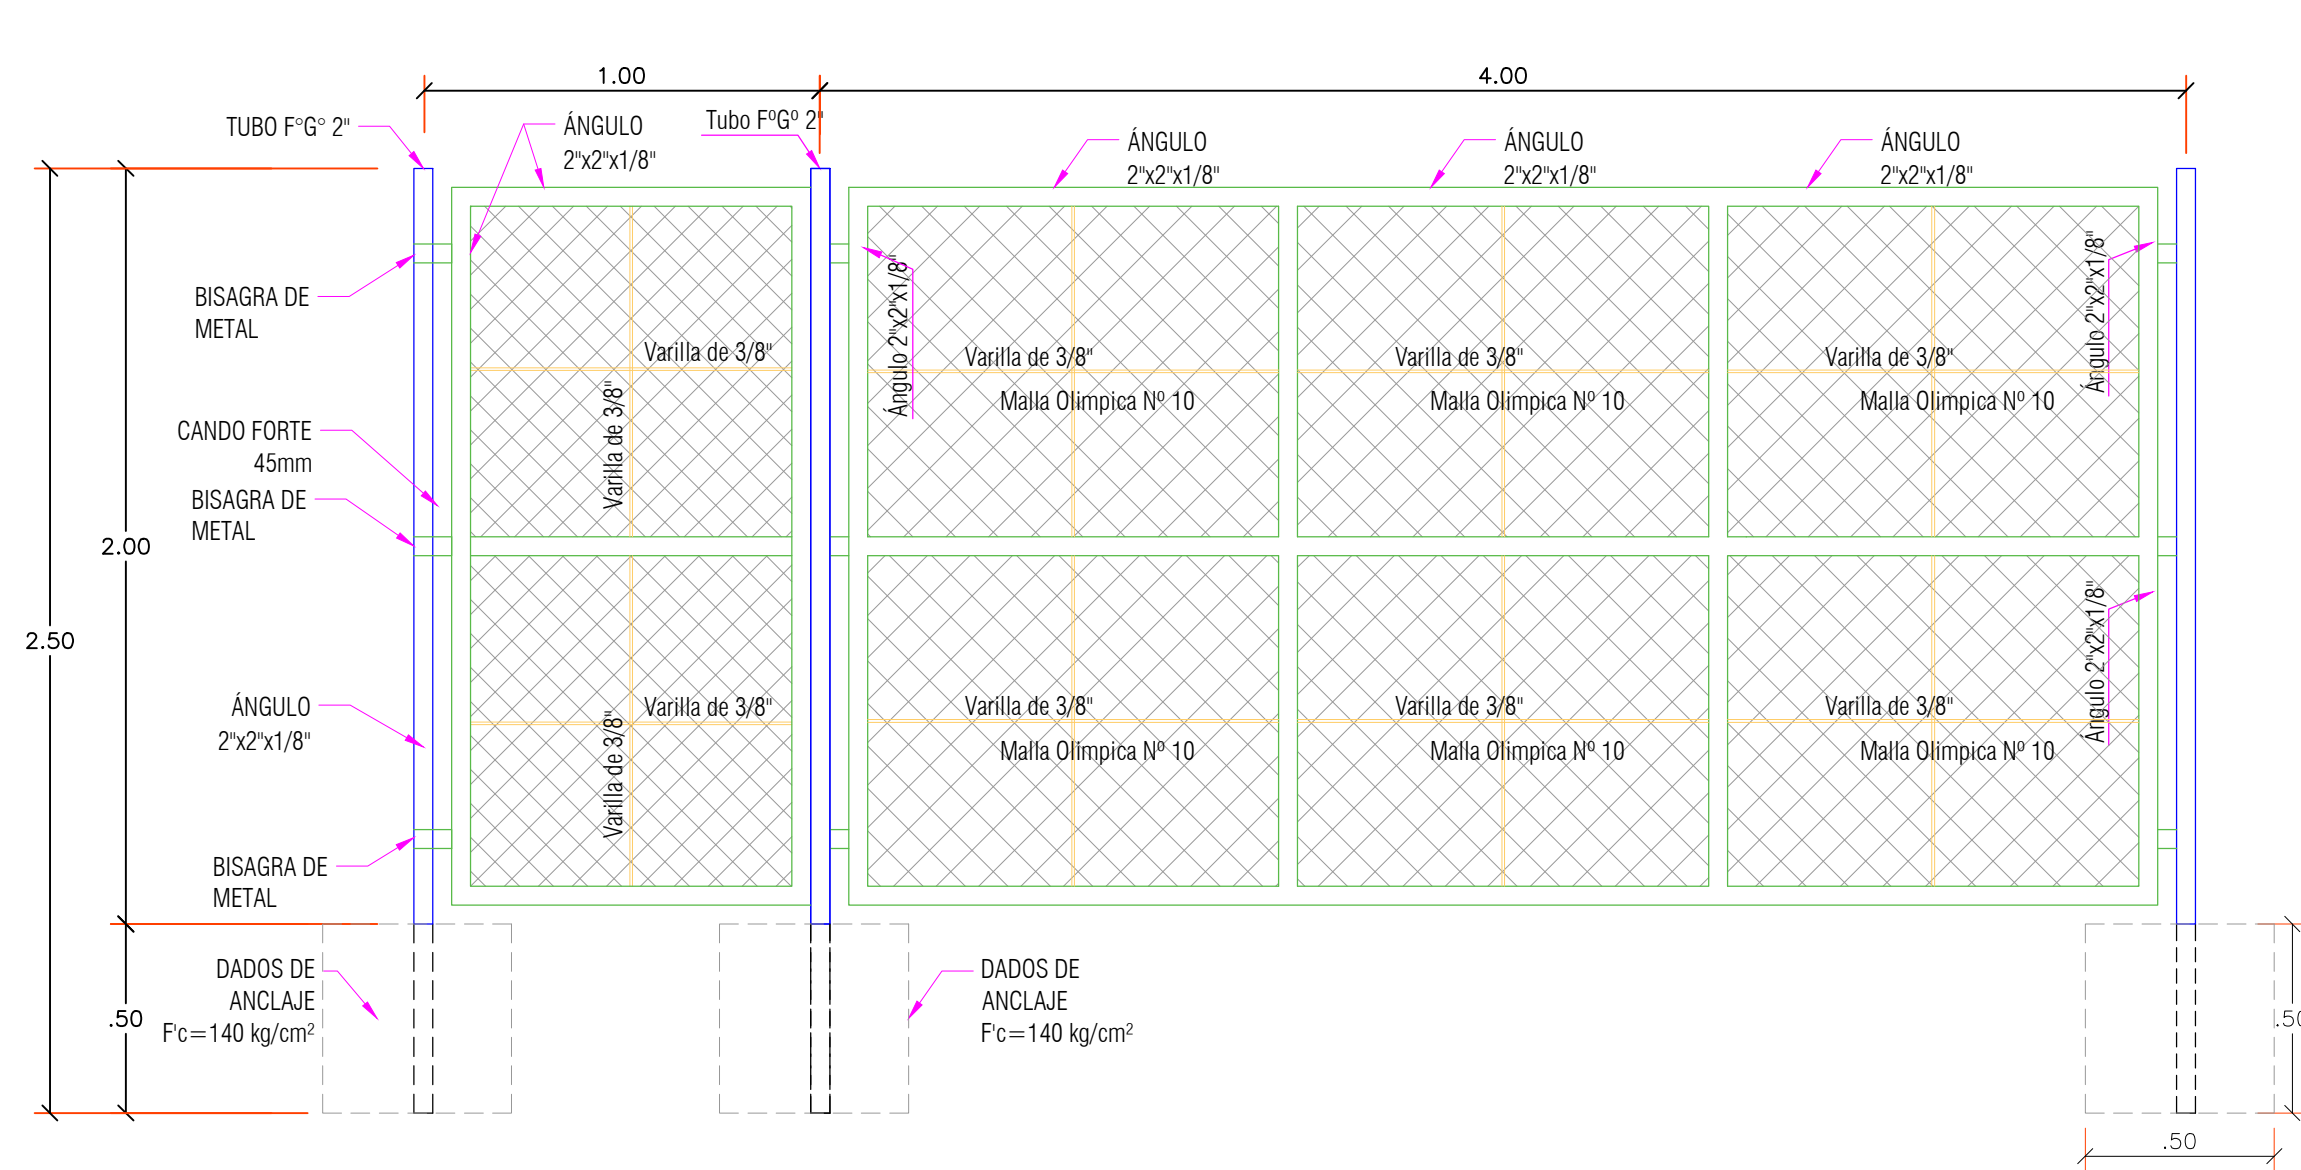 1.00
4.00
TUBO F°G° 2"
ÁNGULO
2"x2"x1/8"
Tubo FºGº 2"
ÁNGULO
2"x2"x1/8"
ÁNGULO
2"x2"x1/8"
ÁNGULO
2"x2"x1/8"
BISAGRA DE
METAL
Ángulo 2"x2"x1/8"
Ángulo 2"x2"x1/8"
Varilla de 3/8"
Varilla de 3/8"
Varilla de 3/8"
Varilla de 3/8"
Varilla de 3/8"
Malla Olimpica Nº 10
Malla Olimpica Nº 10
Malla Olimpica Nº 10
CANDO FORTE
45mm
BISAGRA DE
METAL
2.00
2.50
ÁNGULO
2"x2"x1/8"
Ángulo 2"x2"x1/8"
Varilla de 3/8"
Varilla de 3/8"
Varilla de 3/8"
Varilla de 3/8"
Varilla de 3/8"
Malla Olimpica Nº 10
Malla Olimpica Nº 10
Malla Olimpica Nº 10
BISAGRA DE
METAL
DADOS DE
ANCLAJE
F'c=140 kg/cm²
DADOS DE
ANCLAJE
F'c=140 kg/cm²
.50
.50
.50